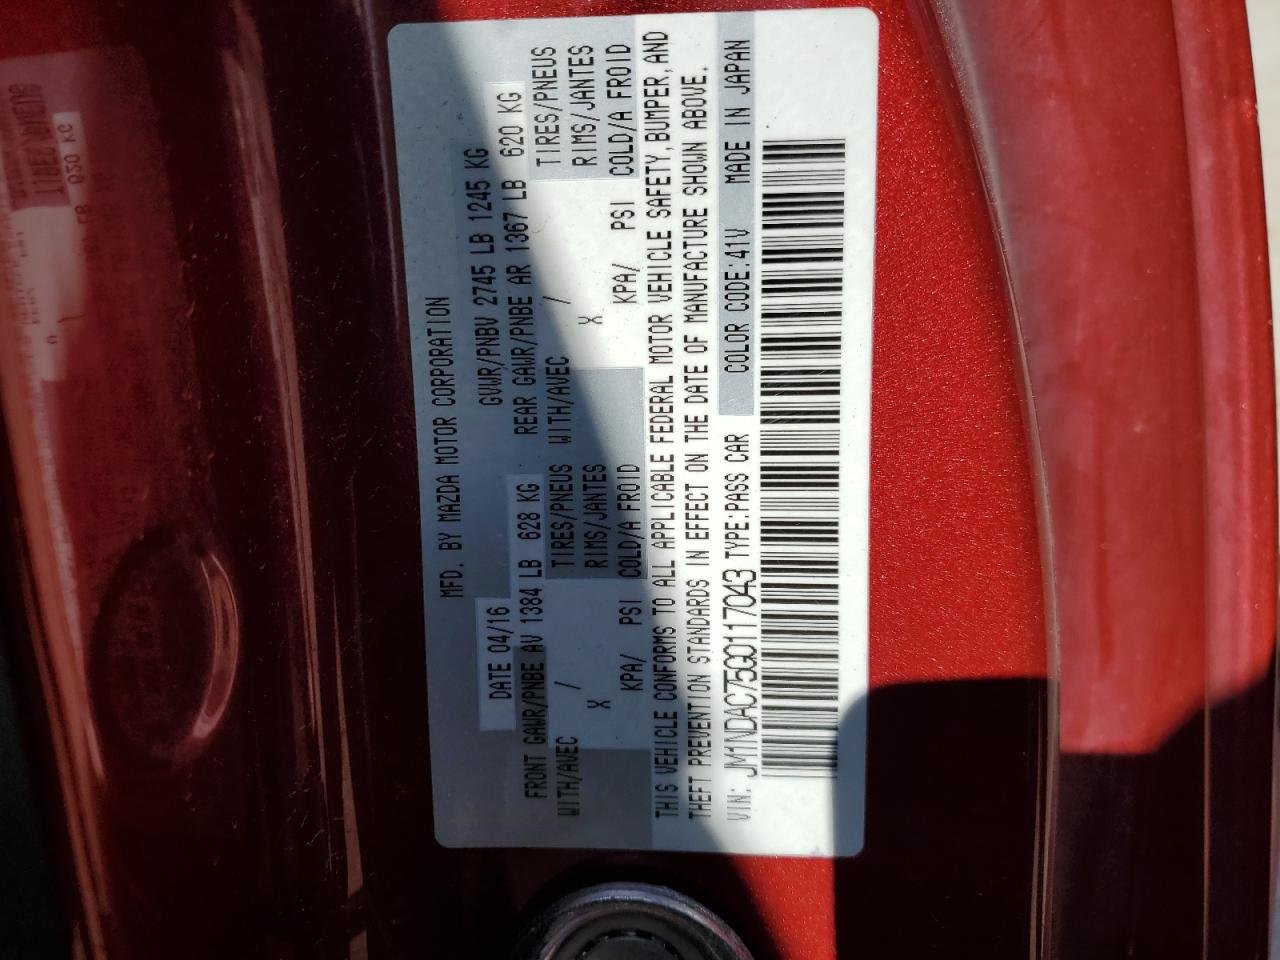 MFD. BY MAZDA MOTOR CORPORATION
DATE 04/16 GVWR/PNBV 2745 LB 1245 KG
FRONT GAWR/PNBE AV 1384 LB 628 KG REAR GAWR/PNBE AR 1367 LB 620 KG
WITH/AVEC / TIRES/PNEUS WITH/AVEC / TIRES/PNEUS
X RIMS/JANTES X RIMS/JANTES
KPA/ PSI COLD/A FROID KPA/ PSI COLD/A FROID
THIS VEHICLE CONFORMS TO ALL APPLICABLE FEDERAL MOTOR VEHICLE SAFETY, BUMPER, AND
THEFT PREVENTION STANDARDS IN EFFECT ON THE DATE OF MANUFACTURE SHOWN ABOVE.
VIN: JM1NDAC75G0117043 TYPE:PASS CAR COLOR CODE:41V MADE IN JAPAN